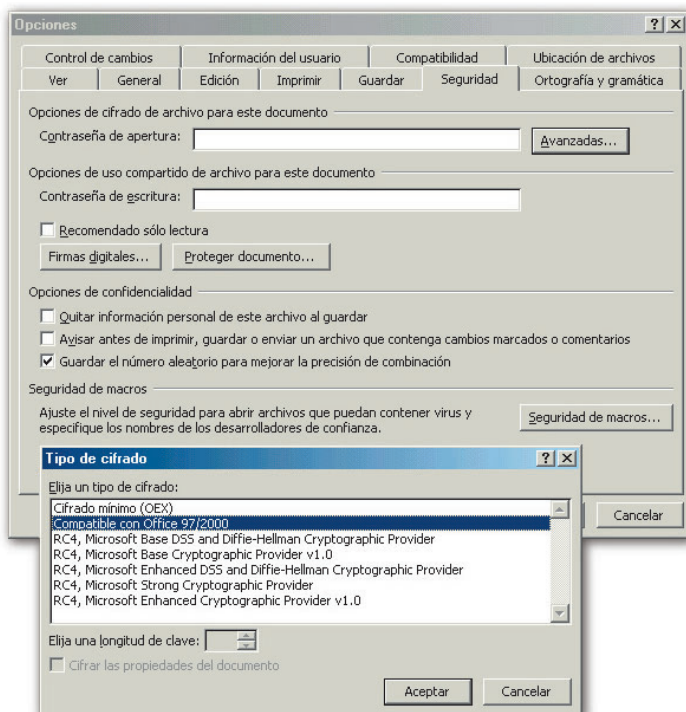 Opciones
Control de cambios Información del usuario Compatibilidad Ubicación de archivos
Ver General Edición Imprimir Guardar Seguridad Ortografía y gramática
Opciones de cifrado de archivo para este documento
Contraseña de apertura: Avanzadas...
Opciones de uso compartido de archivo para este documento
Contraseña de escritura:
Recomendado sólo lectura
Firmas digitales... Proteger documento...
Opciones de confidencialidad
Quitar información personal de este archivo al guardar
Avisar antes de imprimir, guardar o enviar un archivo que contenga cambios marcados o comentarios
Guardar el número aleatorio para mejorar la precisión de combinación
Seguridad de macros
Ajuste el nivel de seguridad para abrir archivos que puedan contener virus y
especifique los nombres de los desarrolladores de confianza.
Seguridad de macros...
Cancelar
Tipo de cifrado
Elija un tipo de cifrado:
Cifrado mínimo (OEX)
Compatible con Office 97/2000
RC4, Microsoft Base DSS and Diffie-Hellman Cryptographic Provider
RC4, Microsoft Base Cryptographic Provider v1.0
RC4, Microsoft Enhanced DSS and Diffie-Hellman Cryptographic Provider
RC4, Microsoft Strong Cryptographic Provider
RC4, Microsoft Enhanced Cryptographic Provider v1.0
Elija una longitud de clave:
Cifrar las propiedades del documento
Aceptar Cancelar